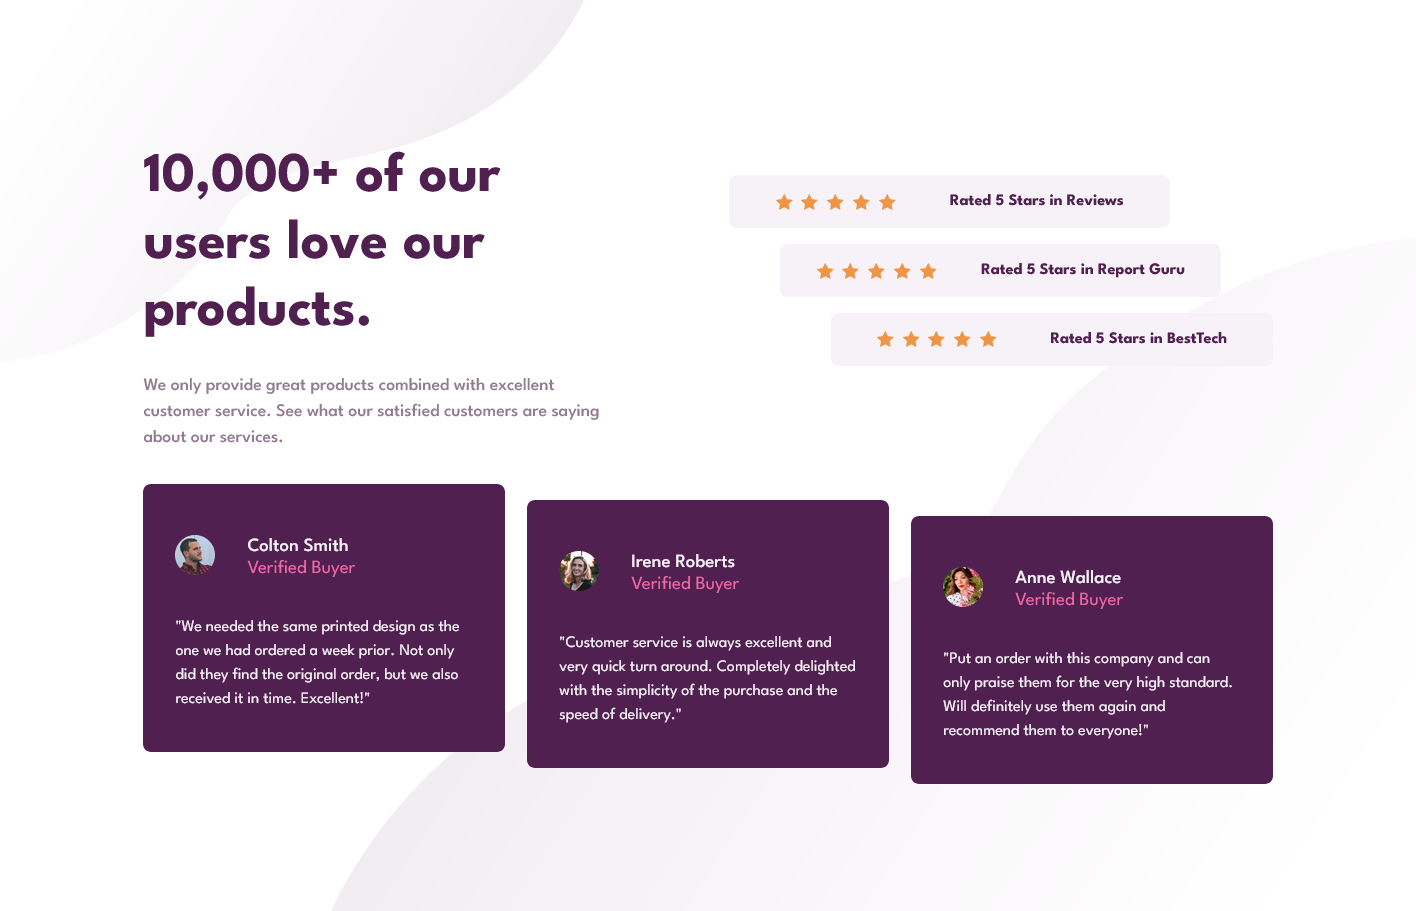 10,000+ of our
users love our
products.
We only provide great products combined with excellent
customer service. See what our satisfied customers are saying
about our services.
Rated 5 Stars in Reviews
Rated 5 Stars in Report Guru
Rated 5 Stars in BestTech
Colton Smith
Verified Buyer
"We needed the same printed design as the
one we had ordered a week prior. Not only
did they find the original order, but we also
received it in time. Excellent!"
Irene Roberts
Verified Buyer
"Customer service is always excellent and
very quick turn around. Completely delighted
with the simplicity of the purchase and the
speed of delivery."
Anne Wallace
Verified Buyer
"Put an order with this company and can
only praise them for the very high standard.
Will definitely use them again and
recommend them to everyone!"